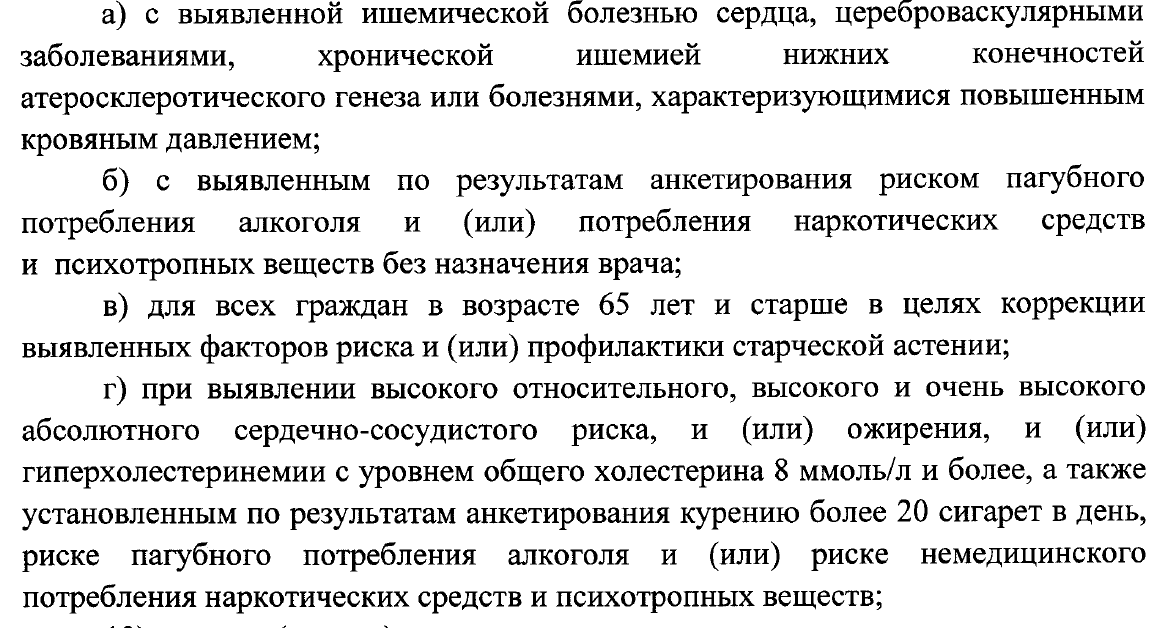 а) с выявленной ишемической болезнью сердца, цереброваскулярными
заболеваниями, хронической ишемией нижних конечностей
атеросклеротического генеза или болезнями, характеризующимися повышенным
кровяным давлением;
б) с выявленным по результатам анкетирования риском пагубного
потребления алкоголя и (или) потребления наркотических средств
и психотропных веществ без назначения врача;
в) для всех граждан в возрасте 65 лет и старше в целях коррекции
выявленных факторов риска и (или) профилактики старческой астении;
г) при выявлении высокого относительного, высокого и очень высокого
абсолютного сердечно-сосудистого риска, и (или) ожирения, и (или)
гиперхолестеринемии с уровнем общего холестерина 8 ммоль/л и более, а также
установленным по результатам анкетирования курению более 20 сигарет в день,
риске пагубного потребления алкоголя и (или) риске немедицинского
потребления наркотических средств и психотропных веществ;